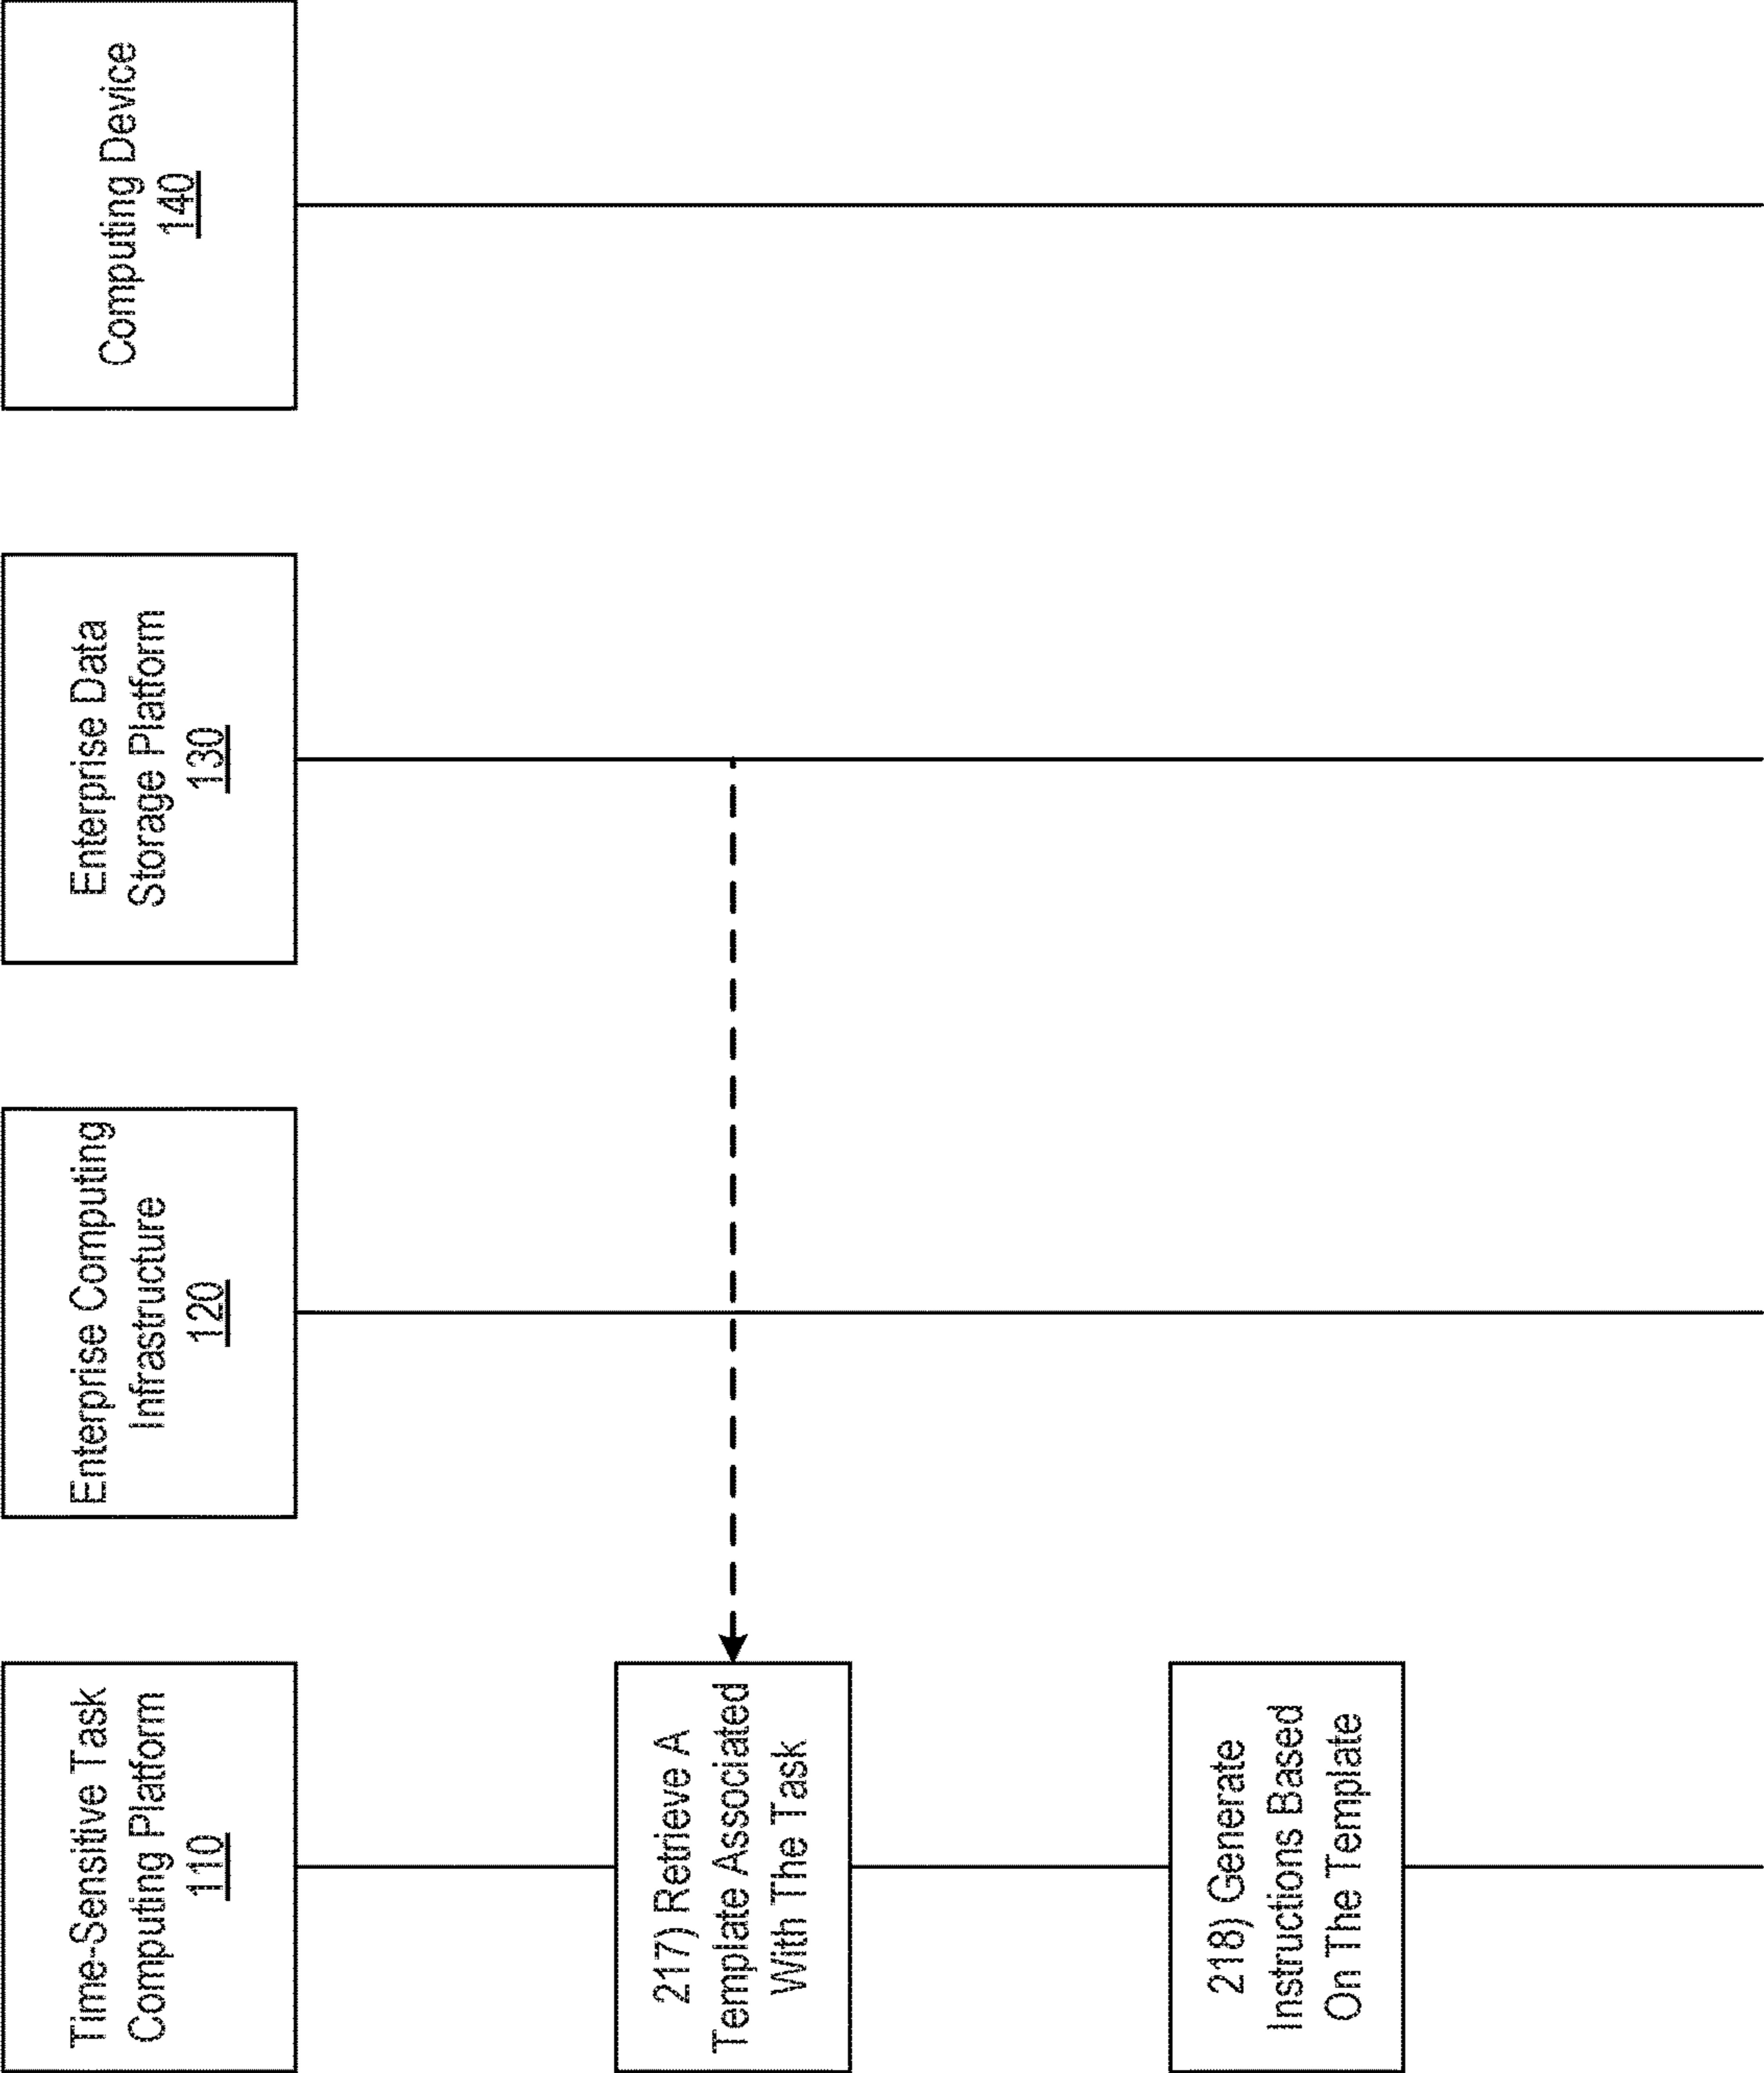 Time-Sensitive Task
Computing Platform
110
Enterprise Computing
Infrastructure
120
Enterprise Data
Storage Platform
130
Computing Device
140
217) Retrieve A
Template Associated
With The Task
218) Generate
Instructions Based
On The Template